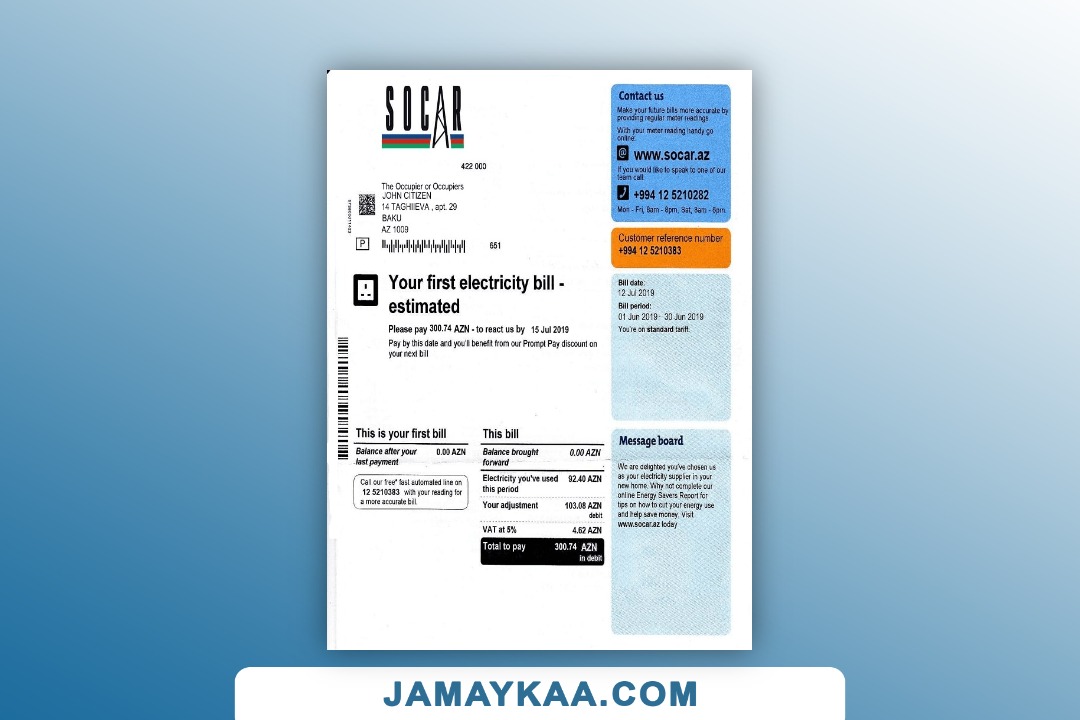 SOCAR
422 000
The Occupier or Occupiers
JOHN CITIZEN
14 TAGHIIEVA , apt. 29
BAKU
AZ 1009
P
651
Your first electricity bill -
estimated
Please pay 300.74 AZN - to react us by 15 Jul 2019
Pay by this date and you'll benefit from our Prompt Pay discount on
your next bill
This is your first bill
Balance after your 0.00 AZN
last payment
Call our free* fast automated line on
12 5210383 with your reading for
a more accurate bill.
This bill
Balance brought 0.00 AZN
forward
Electricity you've used 92.40 AZN
this period
Your adjustment 103.08 AZN
debit
VAT at 5% 4.62 AZN
Total to pay 300.74 AZN
in debit
Contact us
Make your future bills more accurate by
providing regular meter readings.
With your meter reading handy go
online:
@ www.socar.az
If you would like to speak to one of our
team call:
+994 12 5210282
Mon - Fri, 8am - 8pm, Sat, 8am - 6pm.
Customer reference number
+994 12 5210383
Bill date:
12 Jul 2019
Bill period:
01 Jun 2019 - 30 Jun 2019
You're on standard tariff.
Message board
We are delighted you've chosen us
as your electricity supplier in your
new home. Why not complete our
online Energy Savers Report for
tips on how to cut your energy use
and help save money. Visit
www.socar.az today
JAMAYKAA.COM